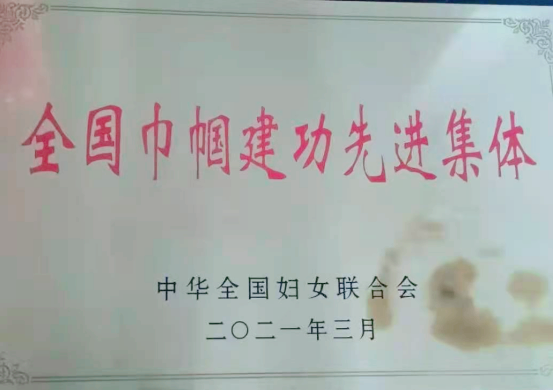 全国巾帼建功先进集体
中华全国妇女联合会
二〇二一年三月